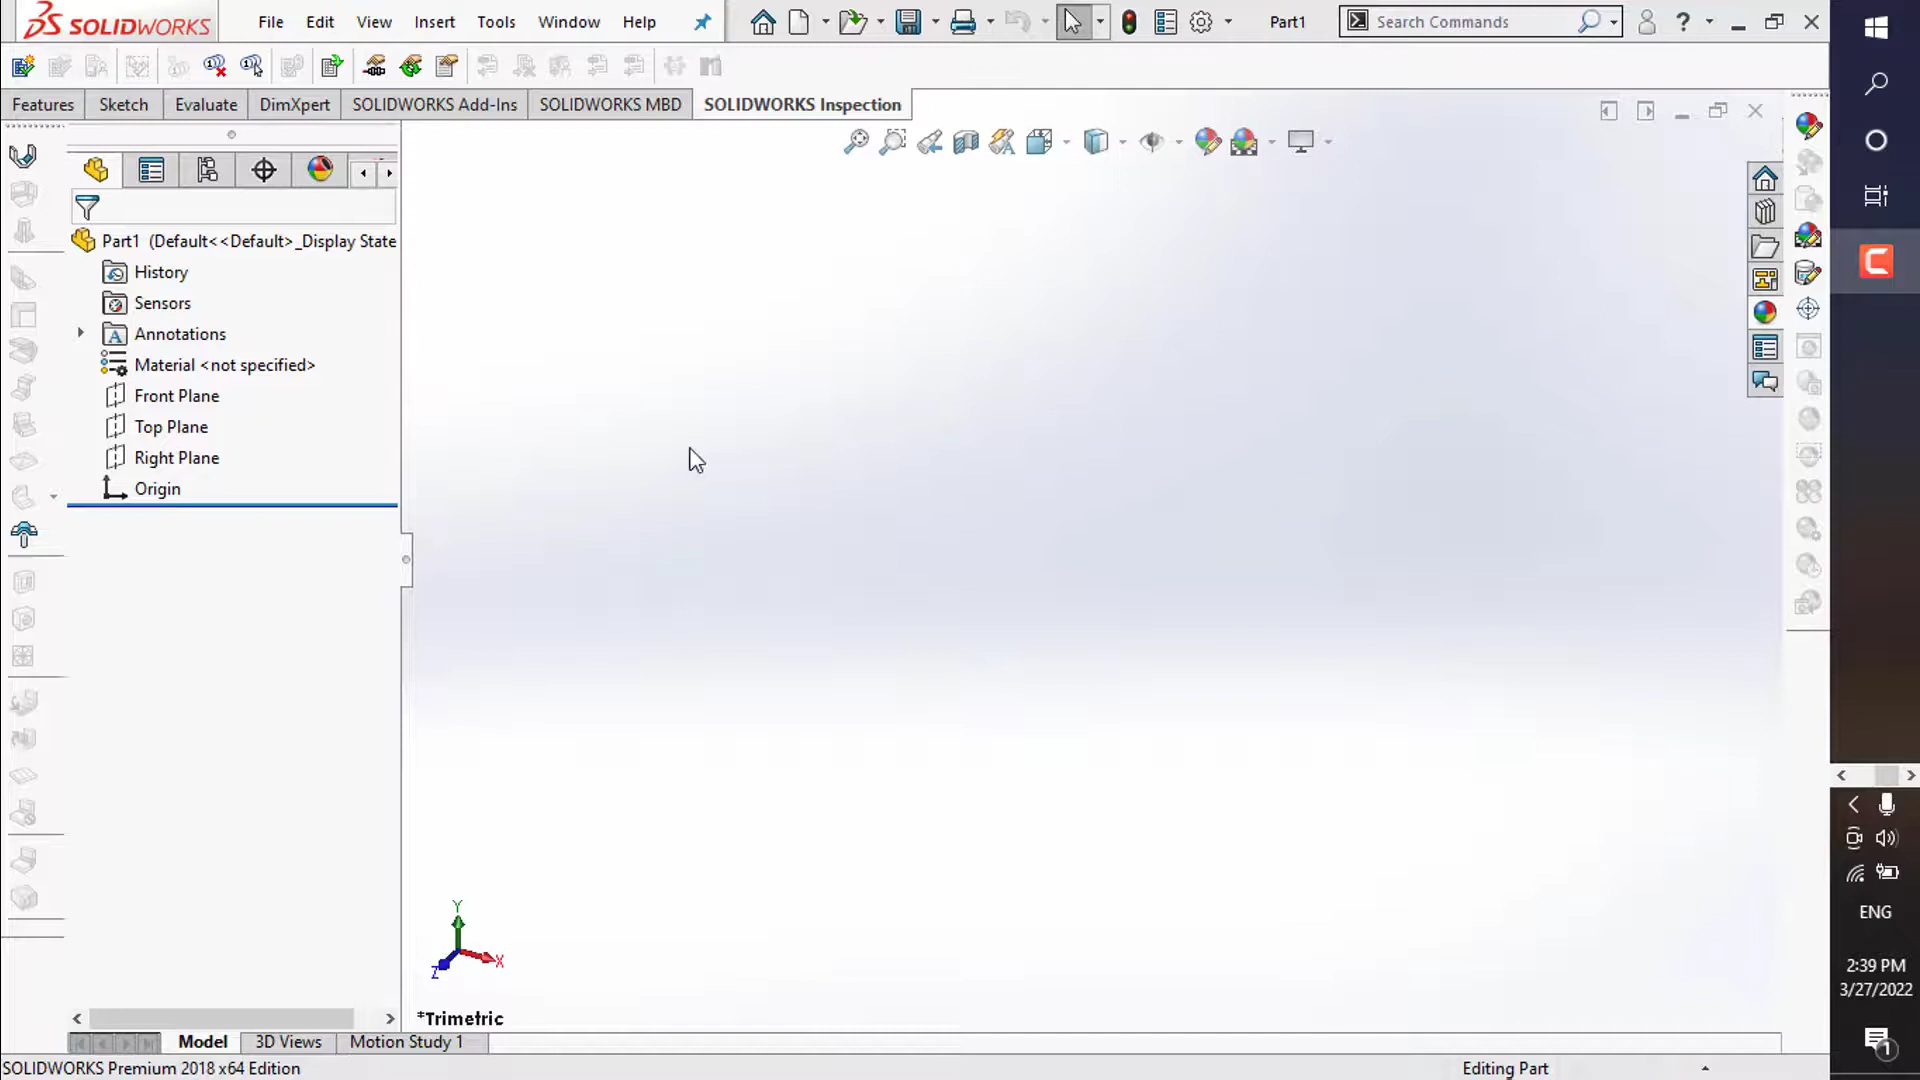 SOLIDWORKS File Edit View Insert Tools Window Help Part1 Search Commands ?
Features Sketch Evaluate DimXpert SOLIDWORKS Add-Ins SOLIDWORKS MBD SOLIDWORKS Inspection
Part1 (Default<<Default>_Display State
History
Sensors
Annotations
Material <not specified>
Front Plane
Top Plane
Right Plane
Origin
Y
X
Z
*Trimetric
Model 3D Views Motion Study 1
SOLIDWORKS Premium 2018 x64 Edition Editing Part
ENG
2:39 PM
3/27/2022
1